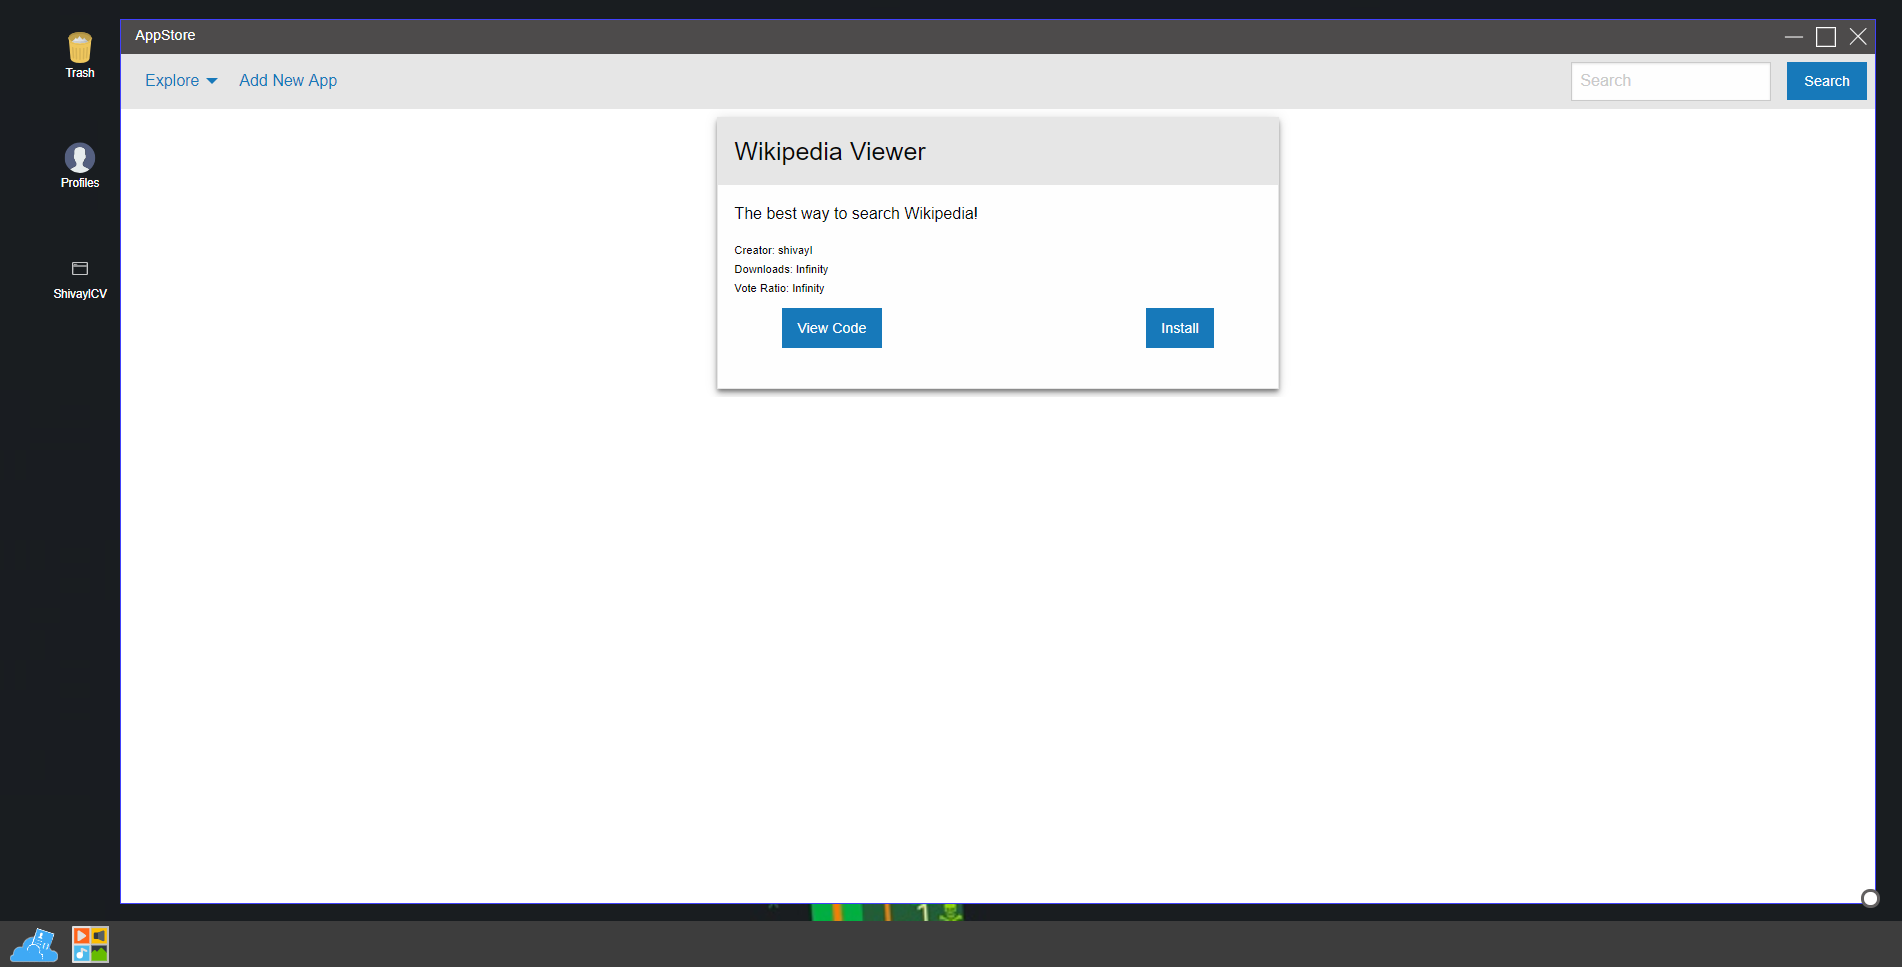 AppStore
Trash
Explore Add New App
Search Search
Wikipedia Viewer
Profiles
The best way to search Wikipedia!
Creator: shivayl
Downloads: Infinity
Vote Ratio: Infinity
ShivaylCV
View Code Install
1